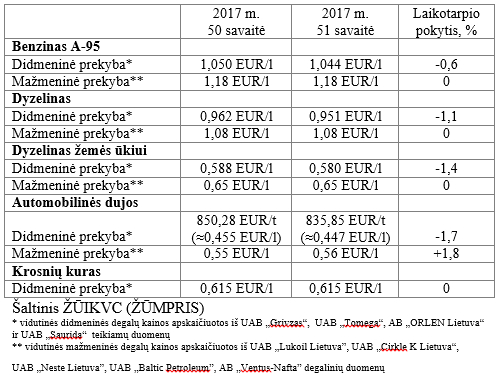 2017 m. 2017 m. Laikotarpio
50 savaitė 51 savaitė pokytis, %
Benzinas A-95
Didmeninė prekyba* 1,050 EUR/l 1,044 EUR/l -0,6
Mažmeninė prekyba** 1,18 EUR/l 1,18 EUR/l 0
Dyzelinas
Didmeninė prekyba* 0,962 EUR/l 0,951 EUR/l -1,1
Mažmeninė prekyba** 1,08 EUR/l 1,08 EUR/l 0
Dyzelinas žemės ūkiui
Didmeninė prekyba* 0,588 EUR/l 0,580 EUR/l -1,4
Mažmeninė prekyba** 0,65 EUR/l 0,65 EUR/l 0
Automobilinės dujos
850,28 EUR/t 835,85 EUR/t
Didmeninė prekyba* (≈0,455 EUR/l) (≈0,447 EUR/l) -1,7
Mažmeninė prekyba** 0,55 EUR/l 0,56 EUR/l +1,8
Krosnių kuras
Didmeninė prekyba* 0,615 EUR/l 0,615 EUR/l 0
Šaltinis ŽŪIKVC (ŽŪMPRIS)
* vidutinės didmeninės degalų kainos apskaičiuotos iš UAB „Grivzas“, UAB „Tomega“, AB „ORLEN Lietuva“
ir UAB „Saurida“ teikiamų duomenų
** vidutinės mažmeninės degalų kainos apskaičiuotos iš UAB „Lukoil Lietuva”, UAB „Cirkle K Lietuva“,
UAB „Neste Lietuva”, UAB „Baltic Petroleum”, AB „Ventus-Nafta” degalinių duomenų